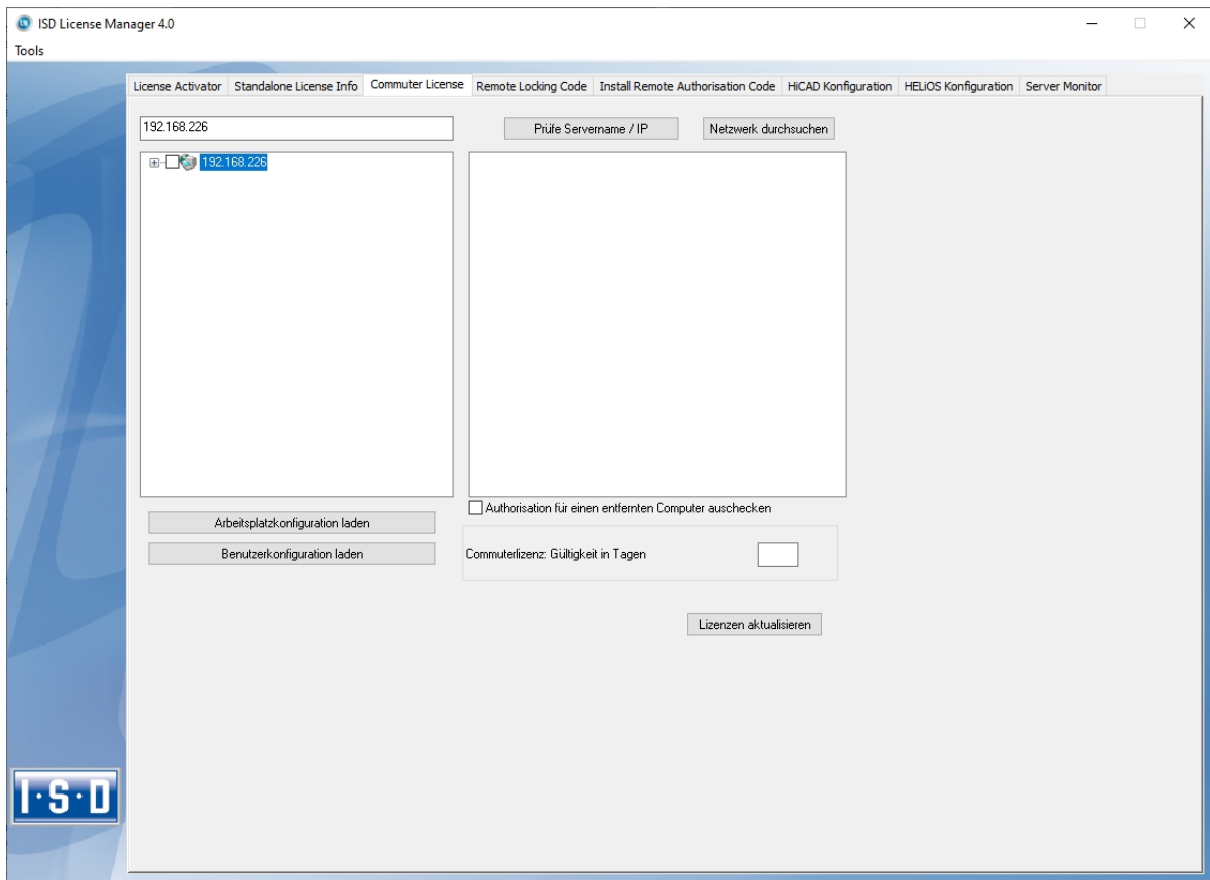 ISD License Manager 4.0
Tools
License Activator Standalone License Info Commuter License Remote Locking Code Install Remote Authorisation Code HiCAD Konfiguration HELiOS Konfiguration Server Monitor
192.168.226 Prüfe Servername / IP Netzwerk durchsuchen
192.168.226
Authorisation für einen entfernten Computer auschecken
Arbeitsplatzkonfiguration laden
Benutzerkonfiguration laden Commuterlizenz: Gültigkeit in Tagen
Lizenzen aktualisieren
I·S·D